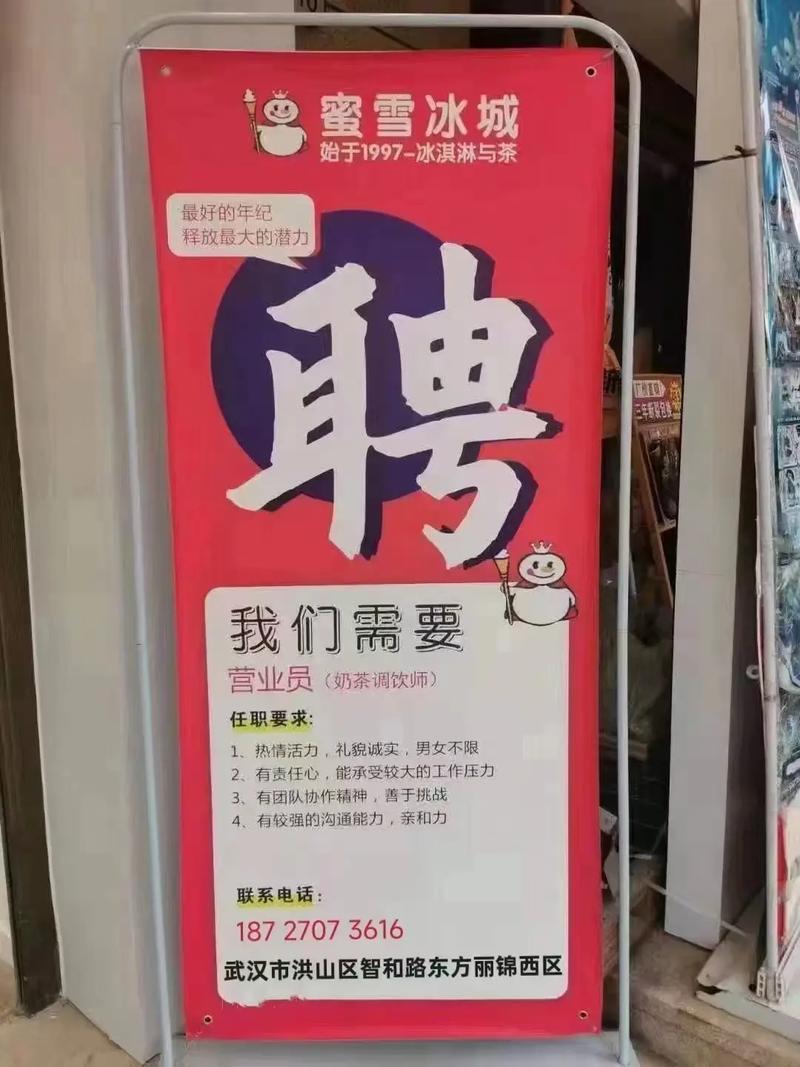 蜜雪冰城
始于1997-冰淇淋与茶
最好的年纪
释放最大的潜力
聘
我们需要
营业员（奶茶调饮师）
任职要求:
1、热情活力，礼貌诚实，男女不限
2、有责任心，能承受较大的工作压力
3、有团队协作精神，善于挑战
4、有较强的沟通能力，亲和力
联系电话：
187 2707 3616
武汉市洪山区智和路东方丽锦西区